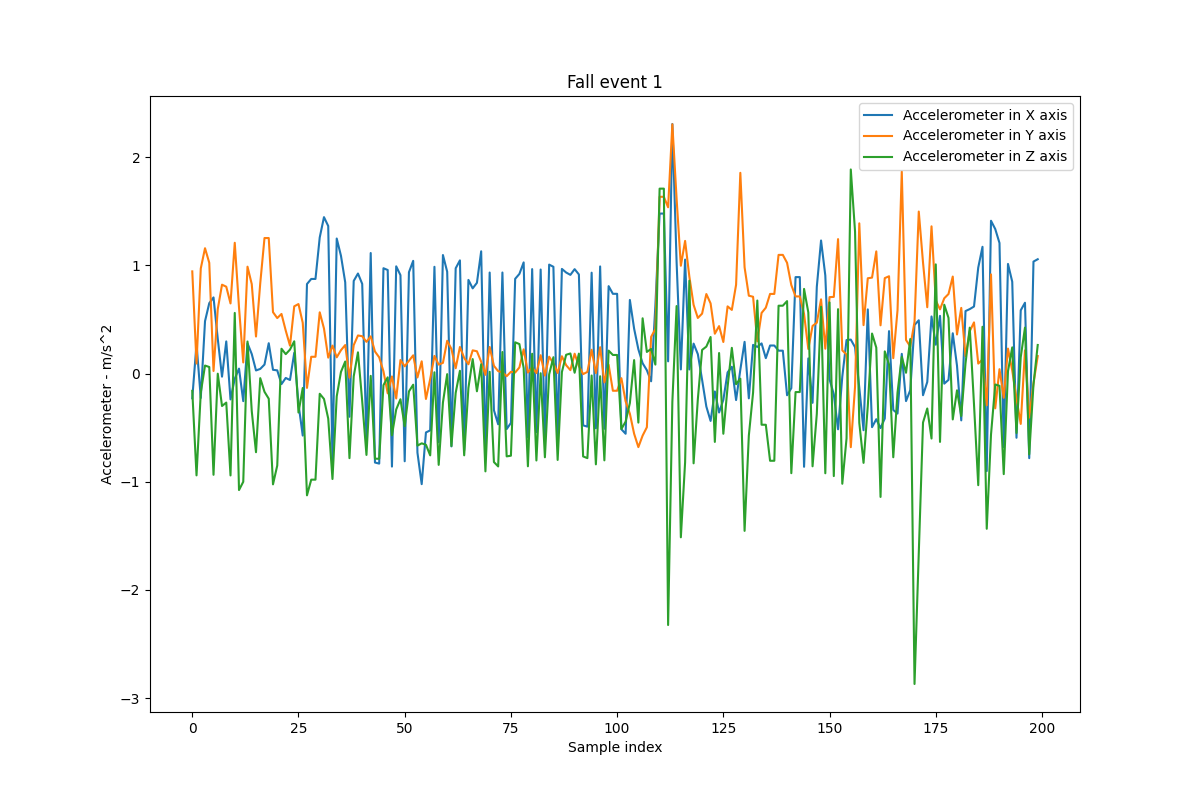 Fall event 1
Accelerometer in X axis
Accelerometer in Y axis
Accelerometer in Z axis
Accelerometer - m/s^2
2
1
0
−1
−2
−3
0 25 50 75 100 125 150 175 200
Sample index